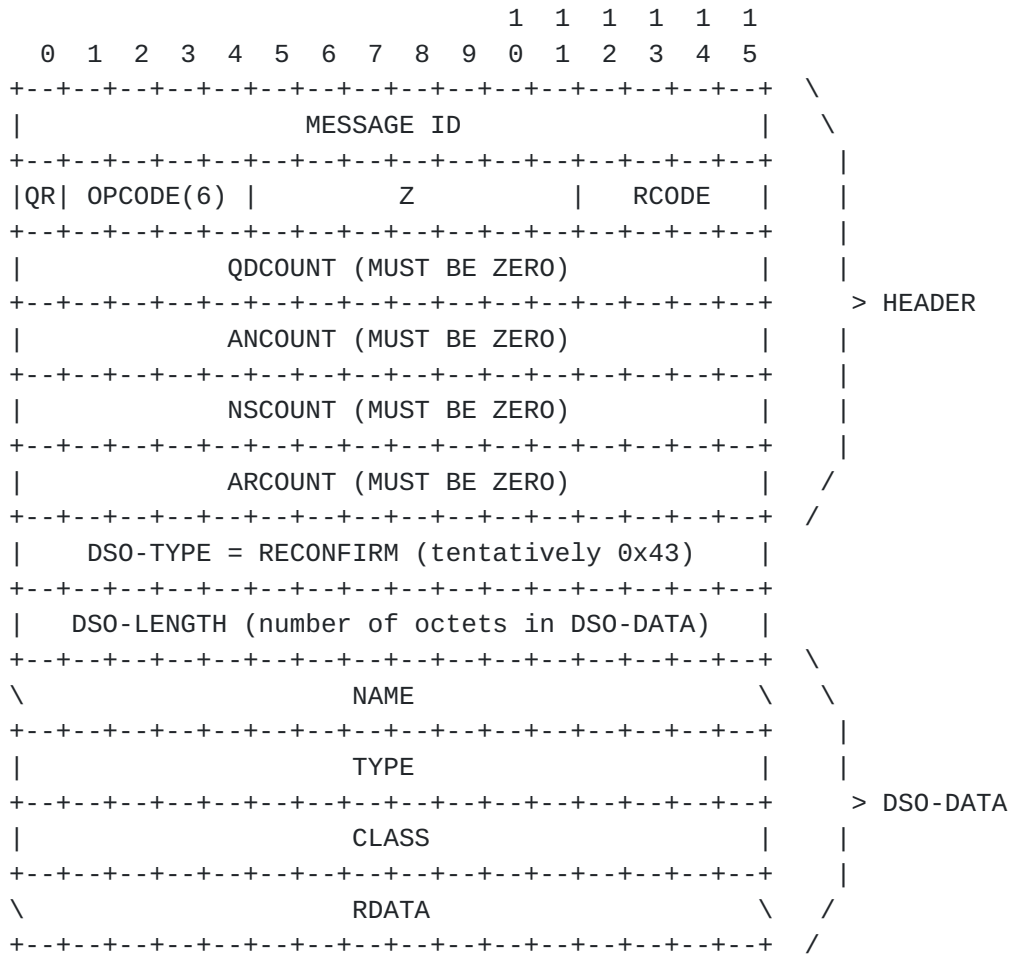 1  1  1  1  1  1
  0  1  2  3  4  5  6  7  8  9  0  1  2  3  4  5
+--+--+--+--+--+--+--+--+--+--+--+--+--+--+--+--+  \
|                  MESSAGE ID                   |   \
+--+--+--+--+--+--+--+--+--+--+--+--+--+--+--+--+    |
|QR| OPCODE(6) |         Z          |   RCODE   |    |
+--+--+--+--+--+--+--+--+--+--+--+--+--+--+--+--+    |
|             QDCOUNT (MUST BE ZERO)            |    |
+--+--+--+--+--+--+--+--+--+--+--+--+--+--+--+--+     > HEADER
|             ANCOUNT (MUST BE ZERO)            |    |
+--+--+--+--+--+--+--+--+--+--+--+--+--+--+--+--+    |
|             NSCOUNT (MUST BE ZERO)            |    |
+--+--+--+--+--+--+--+--+--+--+--+--+--+--+--+--+    |
|             ARCOUNT (MUST BE ZERO)            |   /
+--+--+--+--+--+--+--+--+--+--+--+--+--+--+--+--+  /
|    DSO-TYPE = RECONFIRM (tentatively 0x43)    |
+--+--+--+--+--+--+--+--+--+--+--+--+--+--+--+--+
|   DSO-LENGTH (number of octets in DSO-DATA)   |
+--+--+--+--+--+--+--+--+--+--+--+--+--+--+--+--+  \
\                     NAME                      \   \
+--+--+--+--+--+--+--+--+--+--+--+--+--+--+--+--+    |
|                     TYPE                      |    |
+--+--+--+--+--+--+--+--+--+--+--+--+--+--+--+--+     > DSO-DATA
|                     CLASS                     |    |
+--+--+--+--+--+--+--+--+--+--+--+--+--+--+--+--+    |
\                     RDATA                     \   /
+--+--+--+--+--+--+--+--+--+--+--+--+--+--+--+--+  /